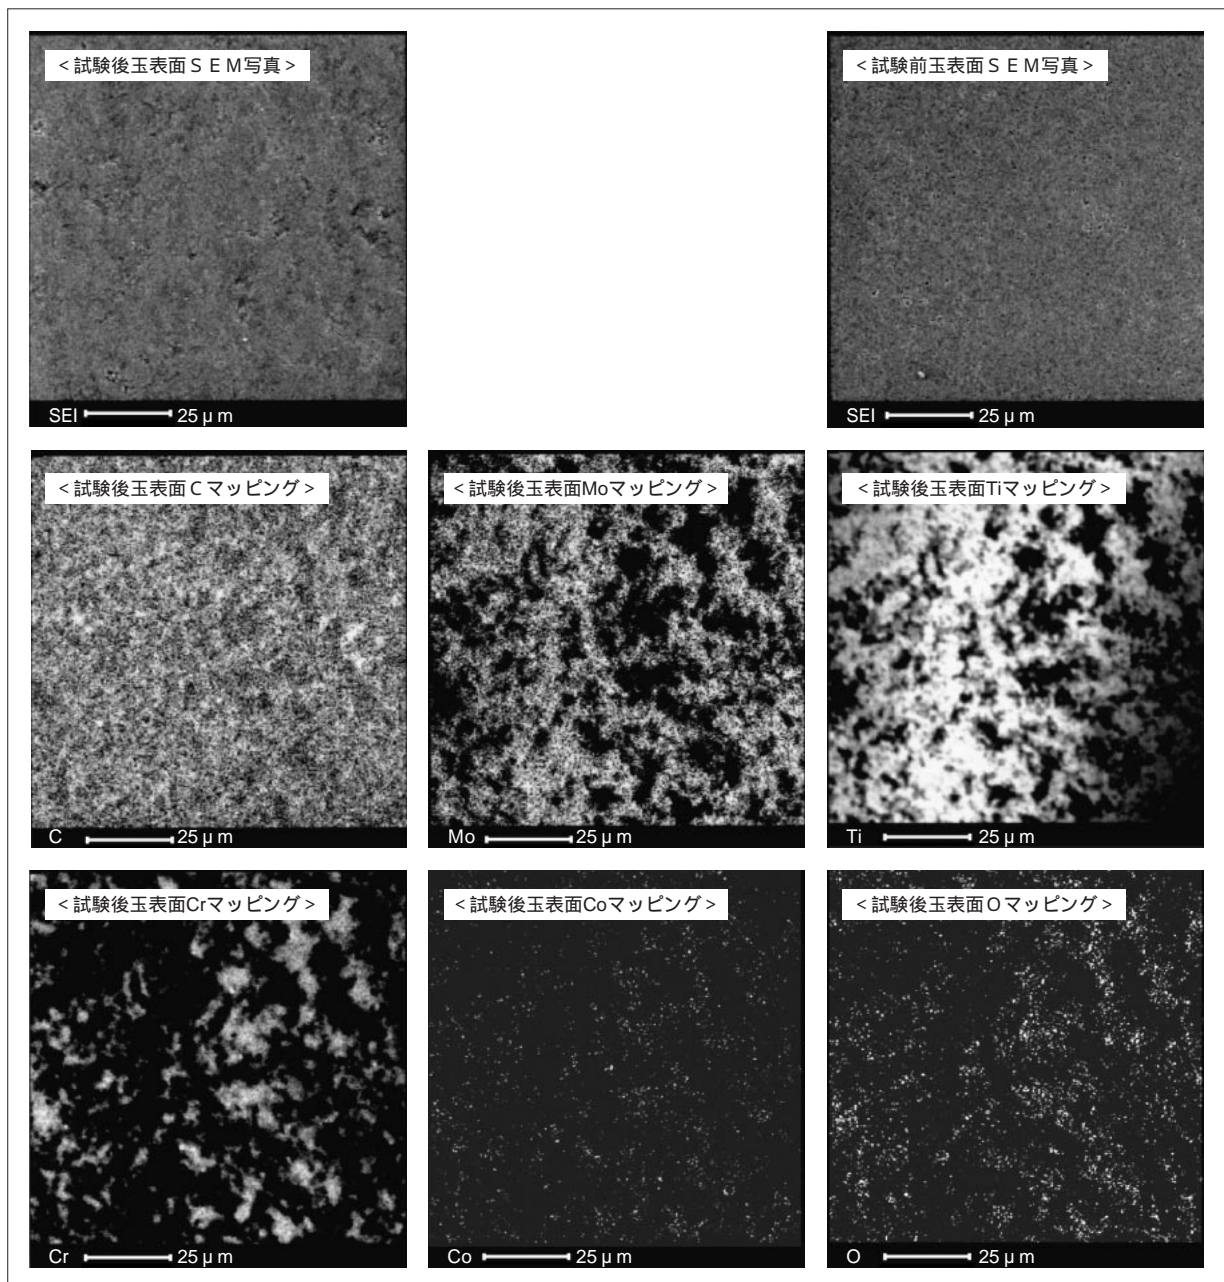 ＜試験後玉表面ＳＥＭ写真＞
＜試験前玉表面ＳＥＭ写真＞
SEI 25μm
SEI 25μm
＜試験後玉表面Ｃマッピング＞
＜試験後玉表面Moマッピング＞
＜試験後玉表面Tiマッピング＞
C 25μm
Mo 25μm
Ti 25μm
＜試験後玉表面Crマッピング＞
＜試験後玉表面Coマッピング＞
＜試験後玉表面Ｏマッピング＞
Cr 25μm
Co 25μm
O 25μm